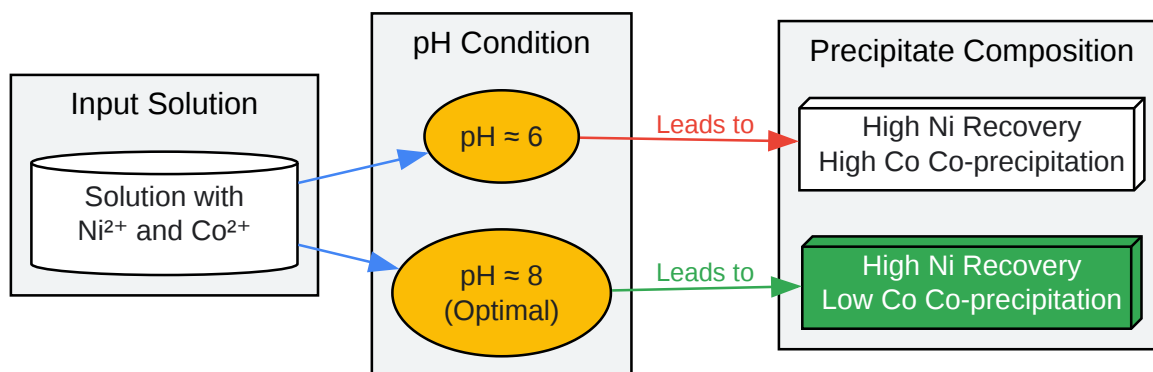 Input Solution
Solution with
Ni²⁺ and Co²⁺
pH Condition
pH ≈ 6
pH ≈ 8
(Optimal)
Leads to
Leads to
Precipitate Composition
High Ni Recovery
High Co Co-precipitation
High Ni Recovery
Low Co Co-precipitation